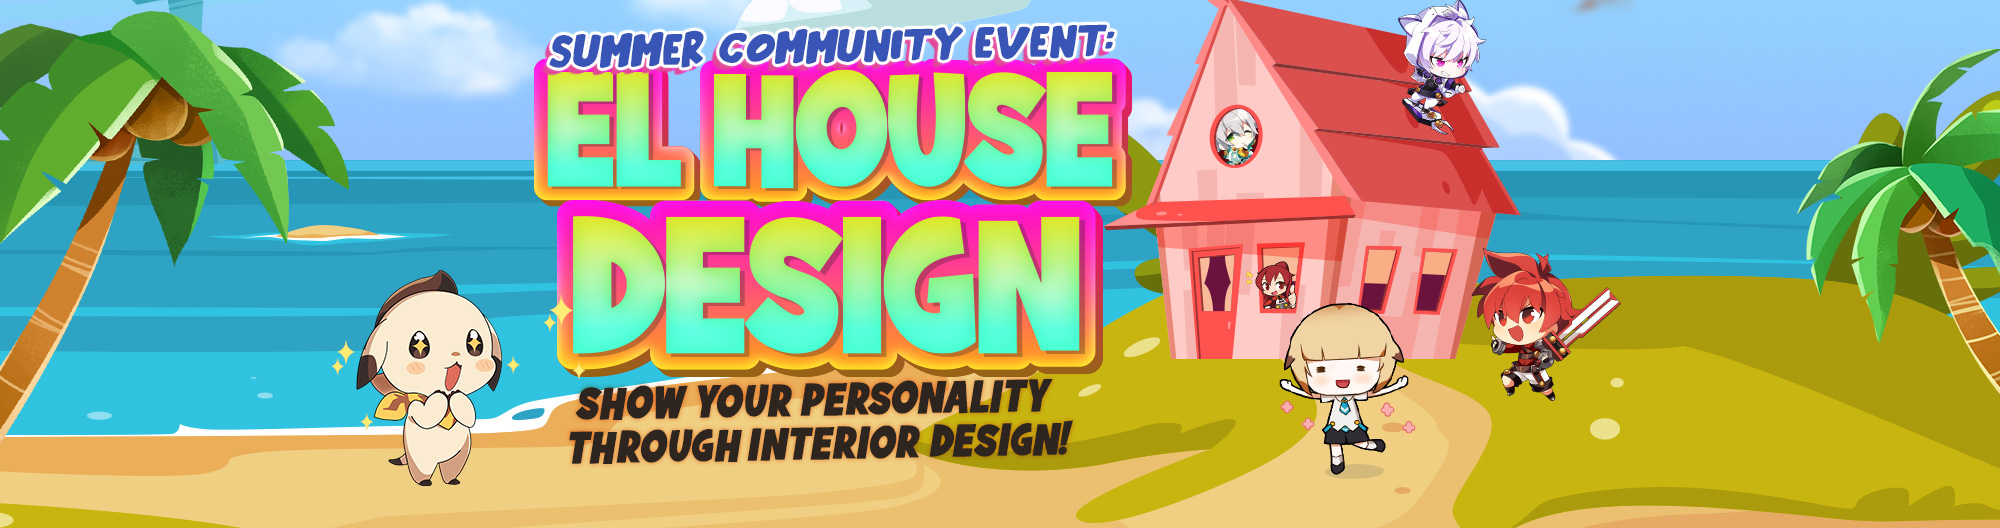 SUMMER COMMUNITY EVENT:
EL HOUSE
DESIGN
SHOW YOUR PERSONALITY
THROUGH INTERIOR DESIGN!